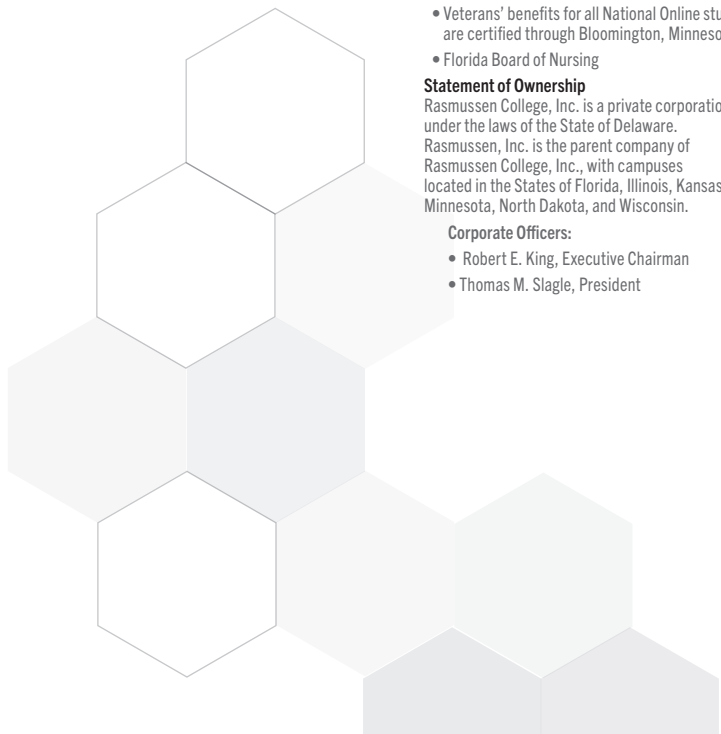 • Veterans’ benefits for all National Online
are certified through Bloomington,
• Florida Board of Nursing
Statement of Ownership
Rasmussen College, Inc. is a private
under the laws of the State of Delaware.
Rasmussen, Inc. is the parent company of
Rasmussen College, Inc., with campuses
located in the States of Florida, Illinois, Kansas
Minnesota, North Dakota, and Wisconsin.
Corporate Officers:
• Robert E. King, Executive Chairman
• Thomas M. Slagle, President